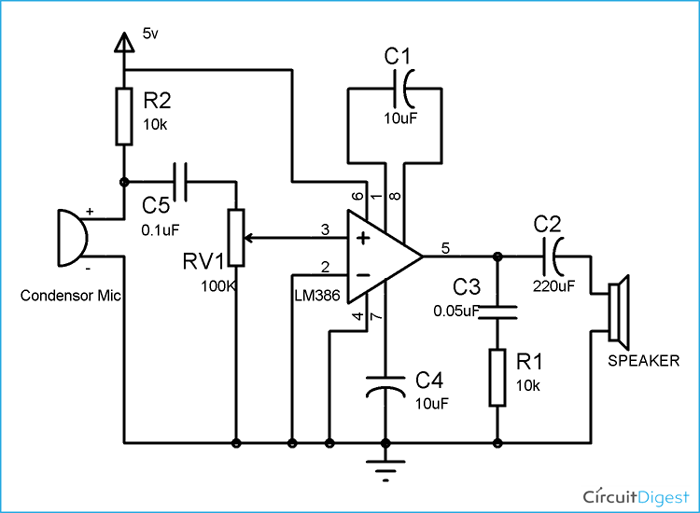 5v
C1
10uF
R2
10k
6
1
8
C5
0.1uF
+
-
Condensor Mic
RV1
100K
3
2
+
−
LM386
4
7
5
C2
220uF
C3
0.05uF
R1
10k
SPEAKER
C4
10uF
CircuitDigest